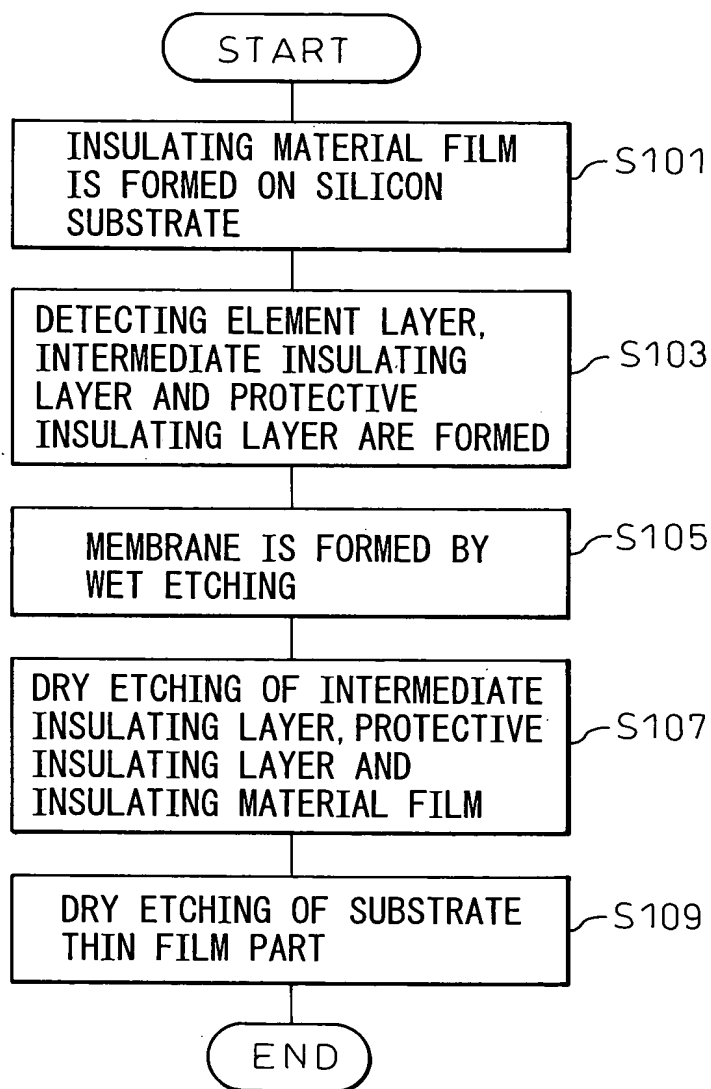 START
INSULATING MATERIAL FILM
IS FORMED ON SILICON
SUBSTRATE
S101
DETECTING ELEMENT LAYER,
INTERMEDIATE INSULATING
LAYER AND PROTECTIVE
INSULATING LAYER ARE FORMED
S103
MEMBRANE IS FORMED BY
WET ETCHING
S105
DRY ETCHING OF INTERMEDIATE
INSULATING LAYER, PROTECTIVE
INSULATING LAYER AND
INSULATING MATERIAL FILM
S107
DRY ETCHING OF SUBSTRATE
THIN FILM PART
S109
END